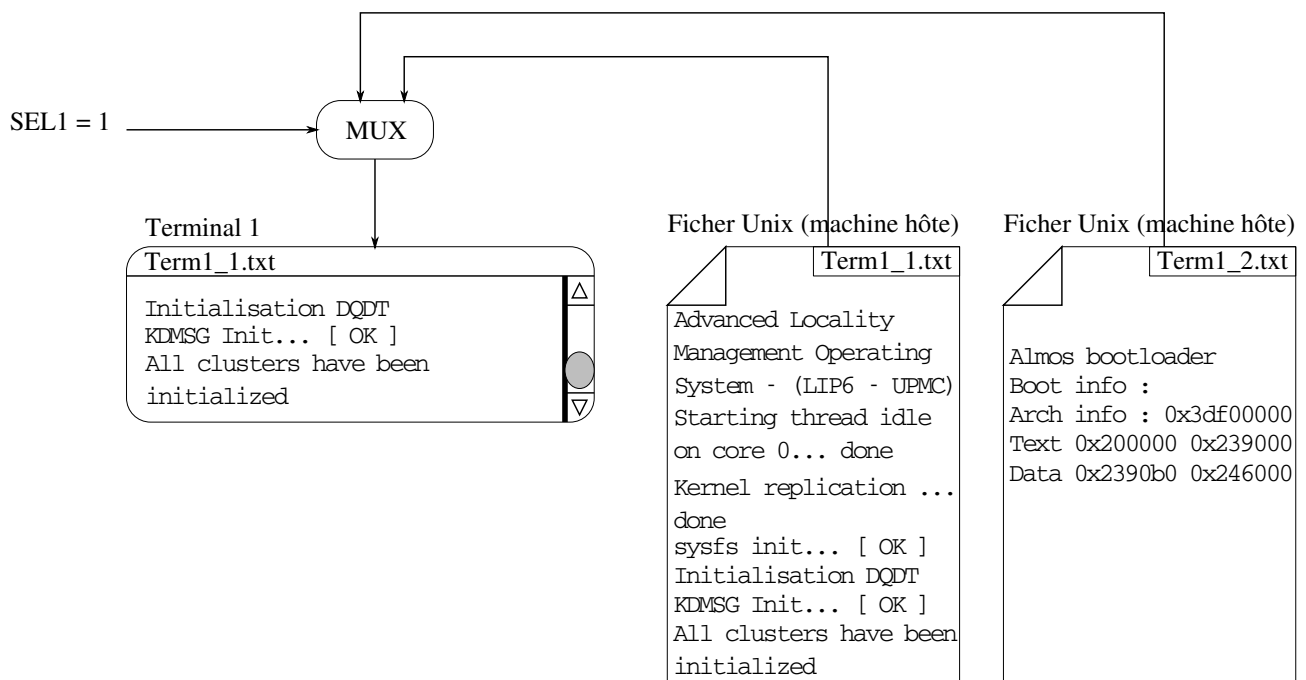 SEL1 = 1
MUX
Terminal 1
Term1_1.txt
Initialisation DQDT
KDMSG Init... [ OK ]
All clusters have been
initialized
Ficher Unix (machine hôte)
Term1_1.txt
Advanced Locality
Management Operating
System - (LIP6 - UPMC)
Starting thread idle
on core 0... done
Kernel replication ...
done
sysfs init... [ OK ]
Initialisation DQDT
KDMSG Init... [ OK ]
All clusters have been
initialized
Ficher Unix (machine hôte)
Term1_2.txt
Almos bootloader
Boot info :
Arch info : 0x3df00000
Text 0x200000 0x239000
Data 0x2390b0 0x246000